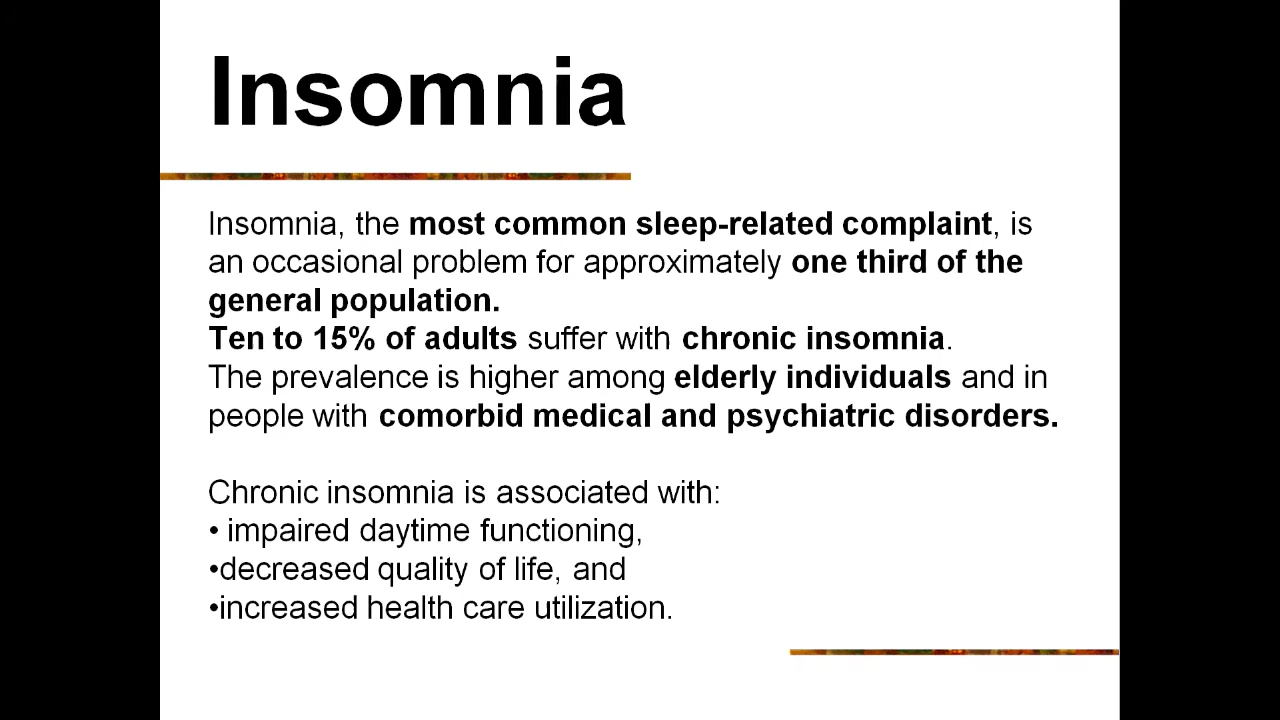 Insomnia
Insomnia, the most common sleep-related complaint, is
an occasional problem for approximately one third of the
general population.
Ten to 15% of adults suffer with chronic insomnia.
The prevalence is higher among elderly individuals and in
people with comorbid medical and psychiatric disorders.
Chronic insomnia is associated with:
• impaired daytime functioning,
•decreased quality of life, and
•increased health care utilization.